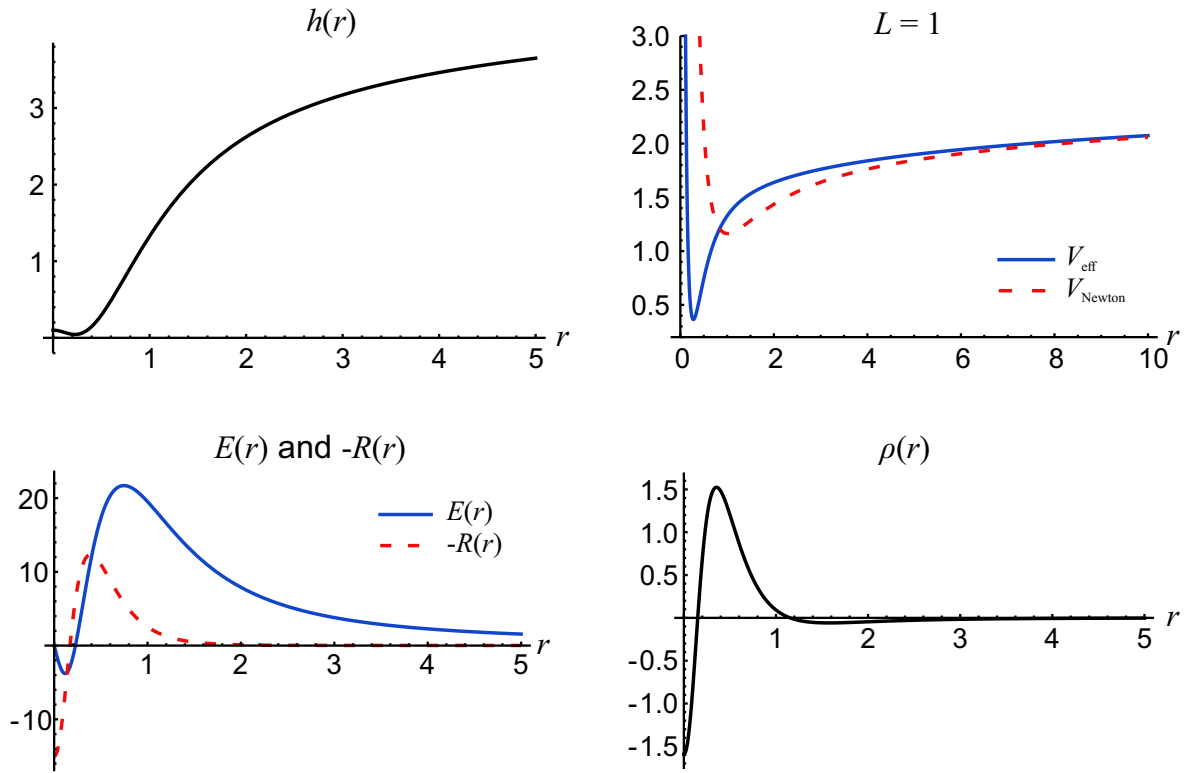 h(r)
3
2
1
1 2 3 4 5 r
L = 1
3.0
2.5
2.0
1.5
1.0
0.5
0 2 4 6 8 10 r
V_eff
V_Newton
E(r) and -R(r)
20
10
-10
1 2 3 4 5 r
E(r)
-R(r)
ρ(r)
1.5
1.0
0.5
-0.5
-1.0
-1.5
1 2 3 4 5 r